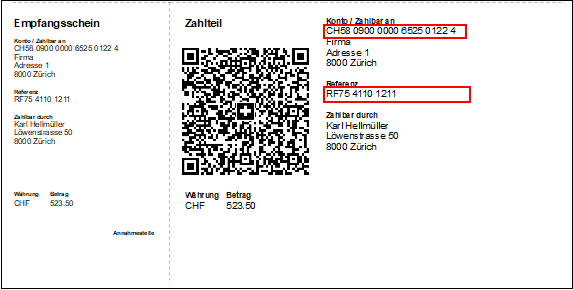 Empfangsschein
Konto / Zahlbar an
CH58 0900 0000 6525 0122 4
Firma
Adresse 1
8000 Zürich
Referenz
RF75 4110 1211
Zahlbar durch
Karl Hellmüller
Löwenstrasse 50
8000 Zürich
Währung Betrag
CHF 523.50
Annahmestelle
Zahlteil
Währung Betrag
CHF 523.50
Konto / Zahlbar an
CH58 0900 0000 6525 0122 4
Firma
Adresse 1
8000 Zürich
Referenz
RF75 4110 1211
Zahlbar durch
Karl Hellmüller
Löwenstrasse 50
8000 Zürich